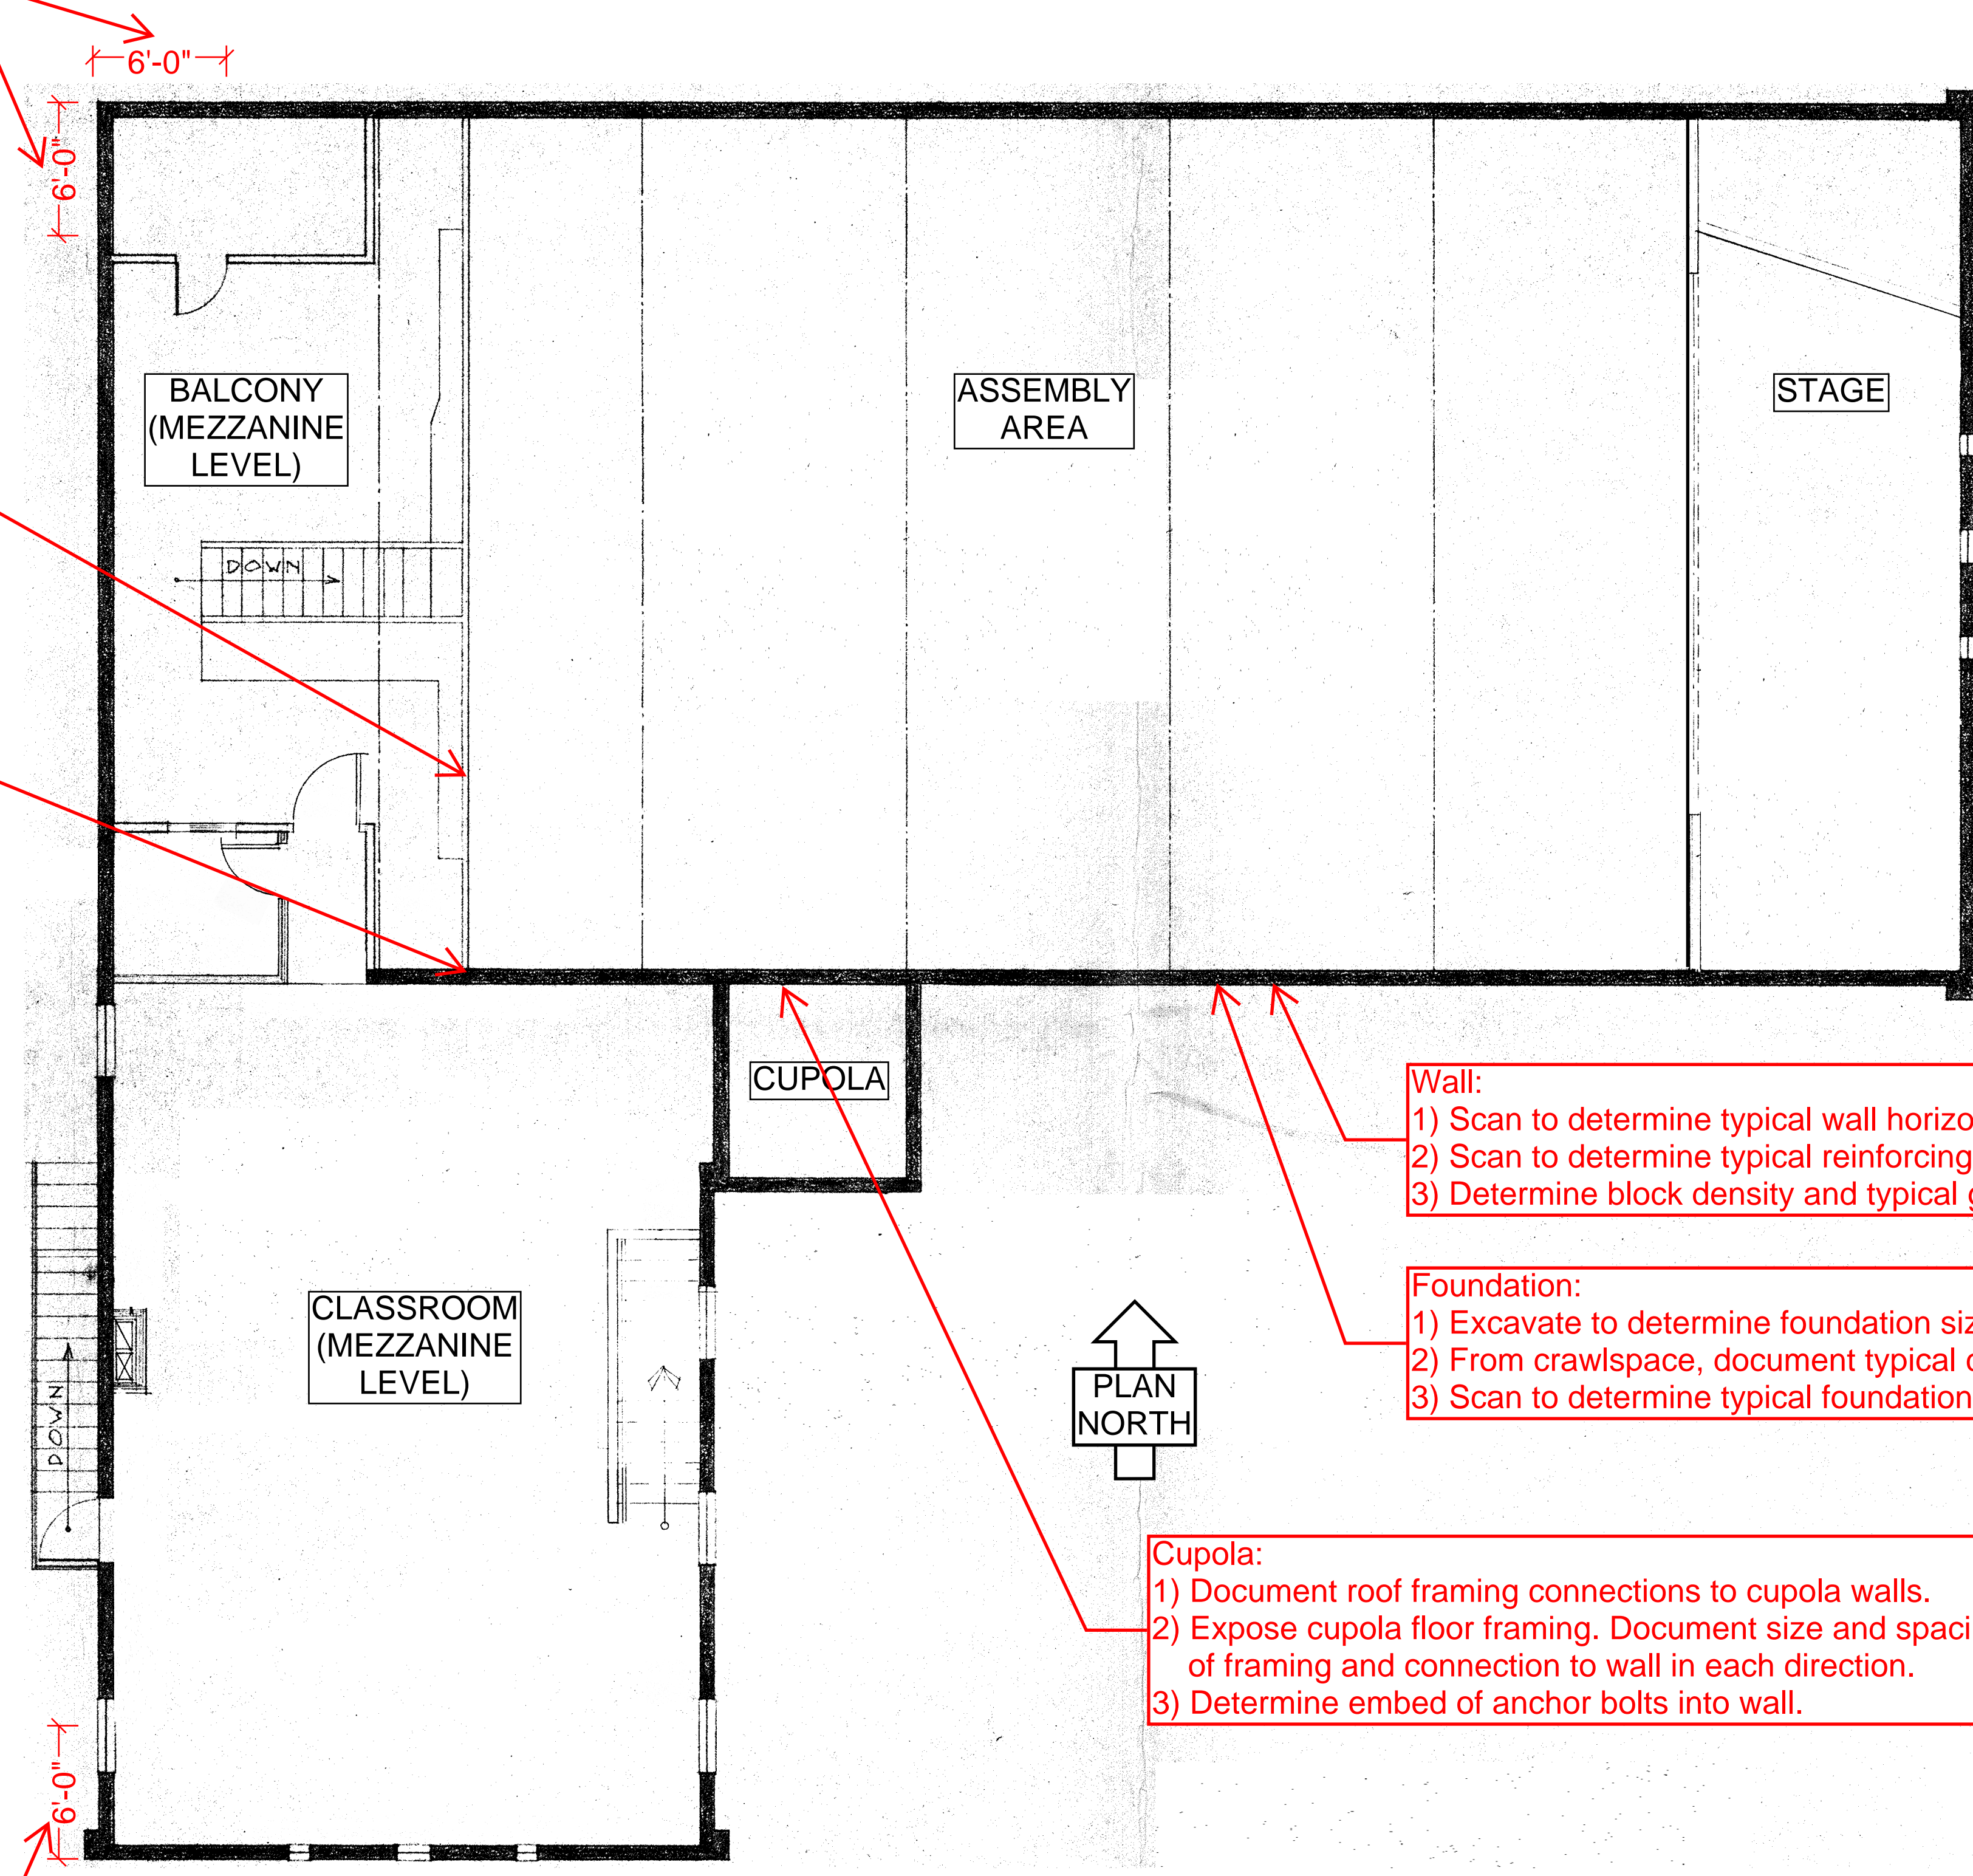 6'-0"
6'-0"
BALCONY
(MEZZANINE
LEVEL)
ASSEMBLY
AREA
STAGE
DOWN
CUPOLA
Wall:
1) Scan to determine typical wall horizo
2) Scan to determine typical reinforcing
3) Determine block density and typical g
Foundation:
1) Excavate to determine foundation siz
2) From crawlspace, document typical c
3) Scan to determine typical foundation
CLASSROOM
(MEZZANINE
LEVEL)
DOWN
PLAN
NORTH
Cupola:
1) Document roof framing connections to cupola walls.
2) Expose cupola floor framing. Document size and spaci
of framing and connection to wall in each direction.
3) Determine embed of anchor bolts into wall.
6'-0"